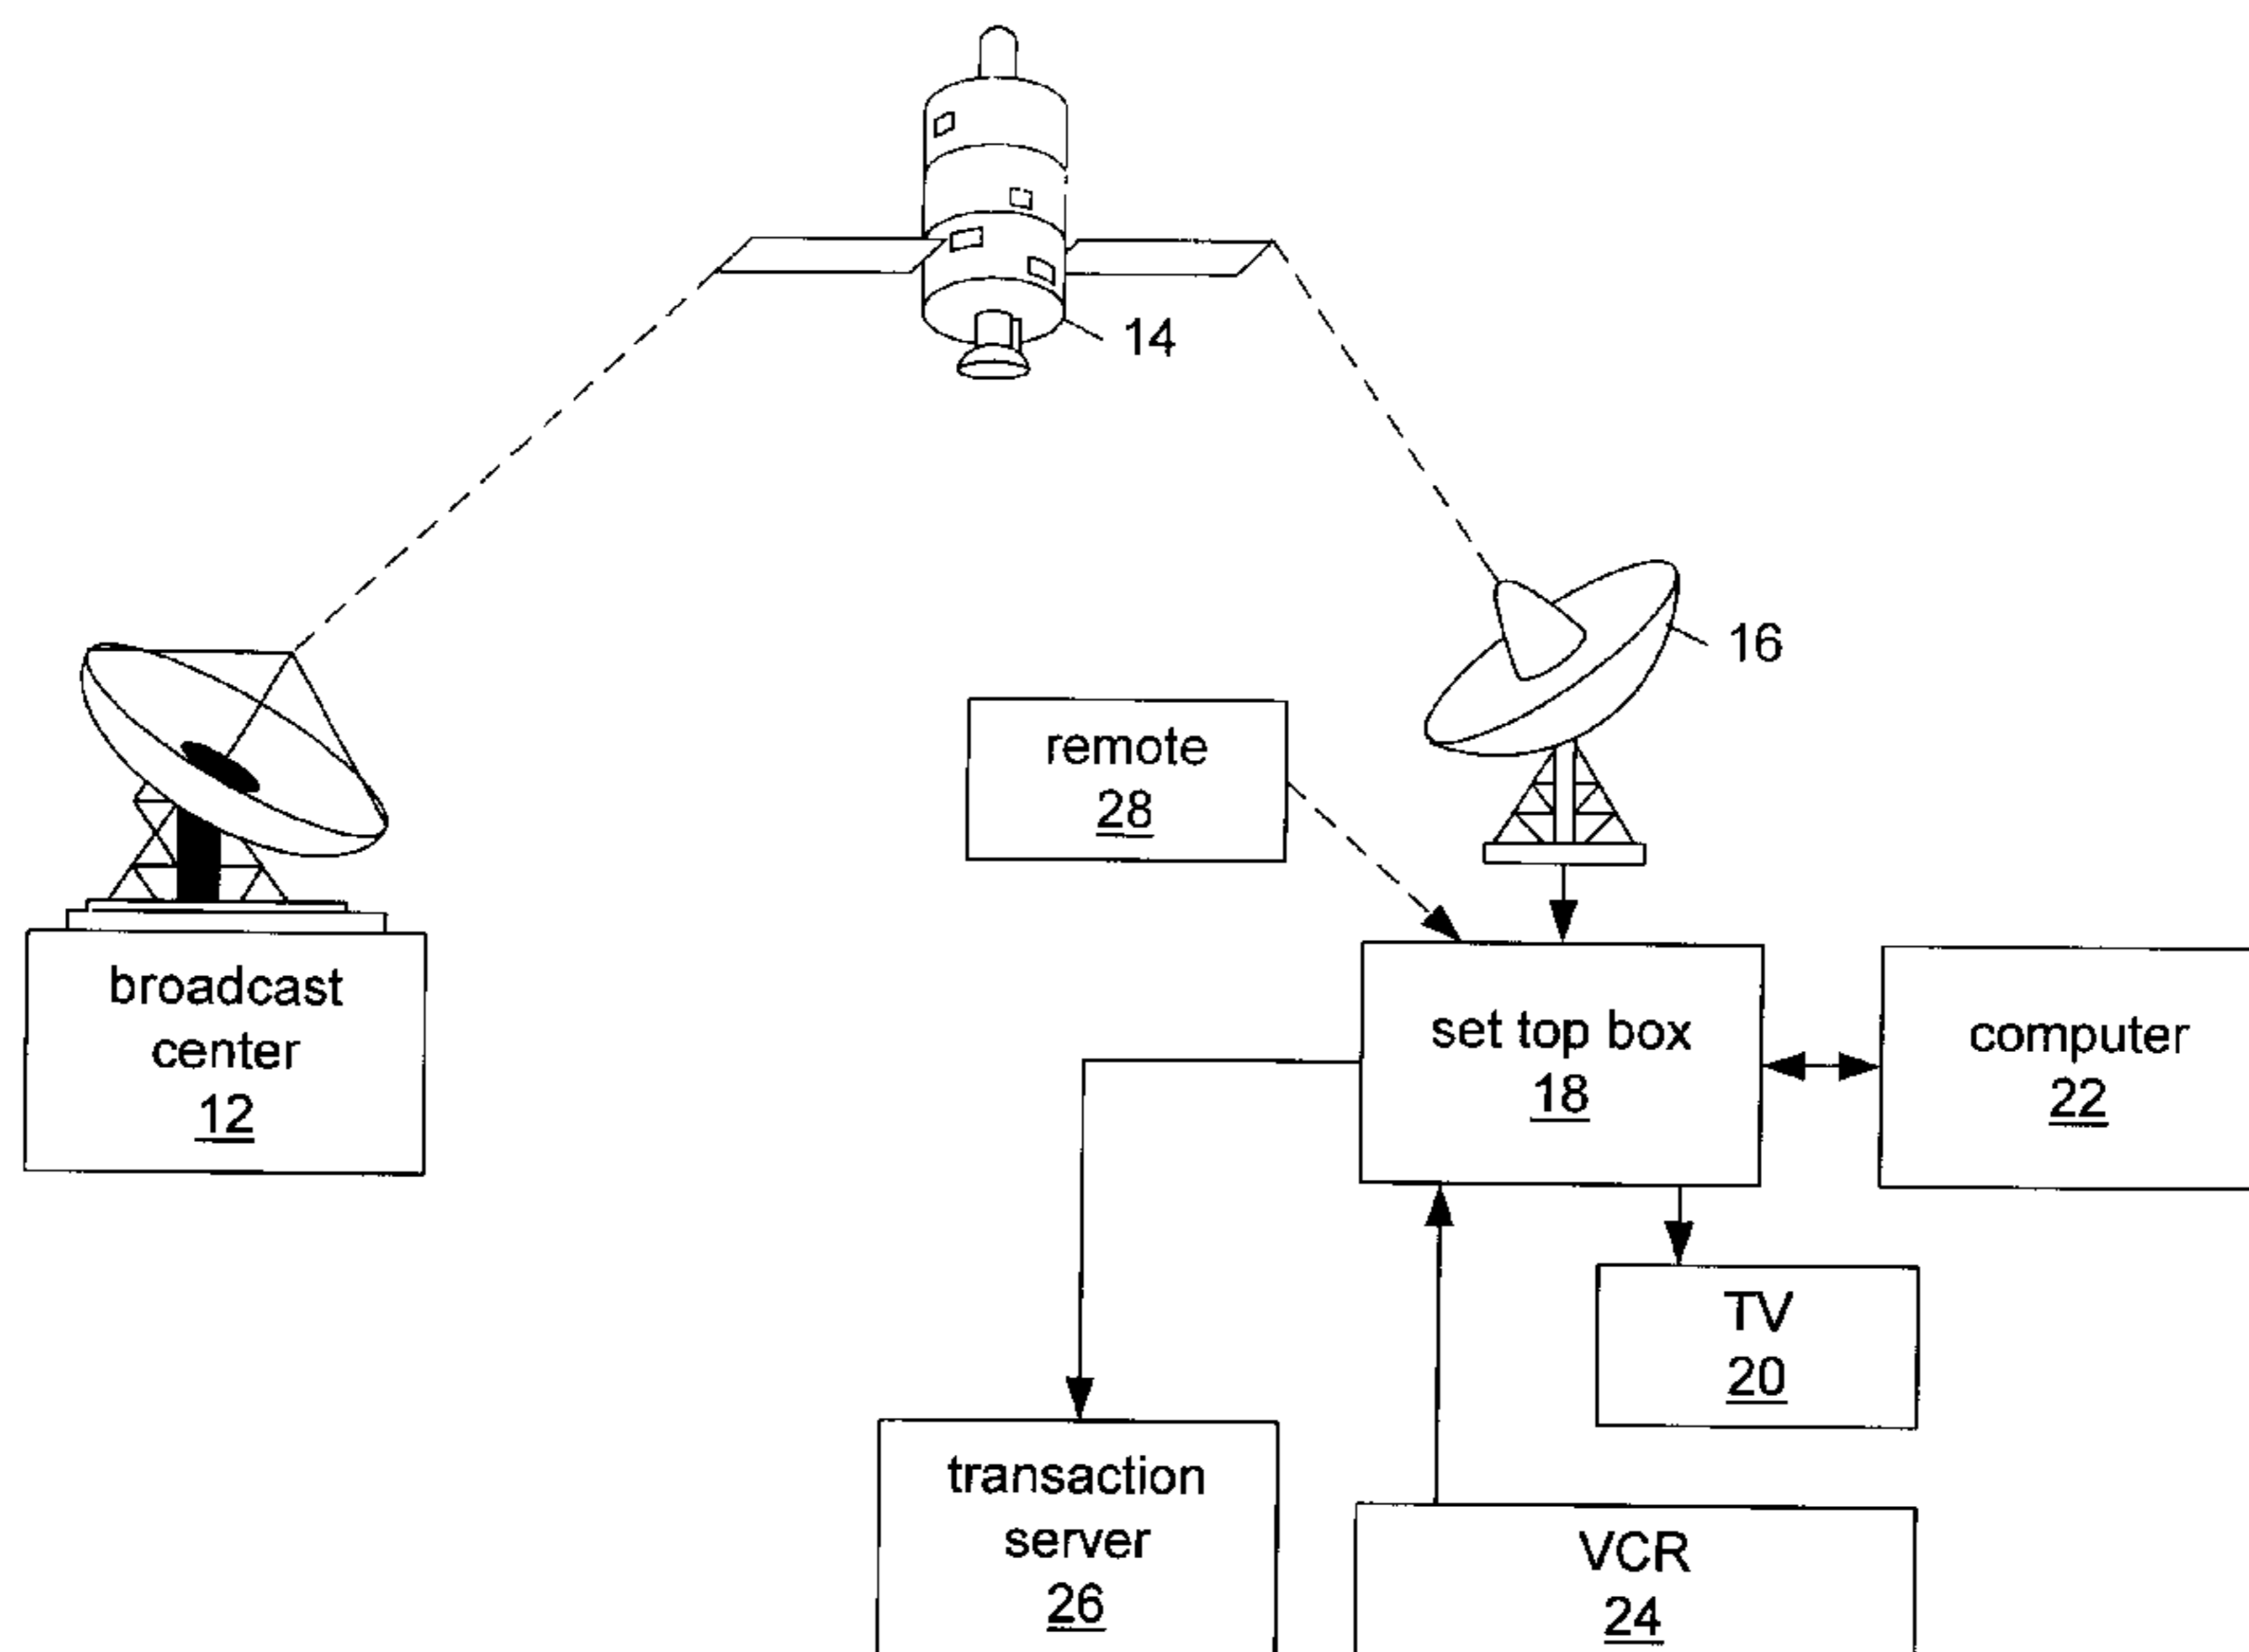 14
16
remote
28
broadcast
center
12
set top box
18
computer
22
TV
20
transaction
server
26
VCR
24